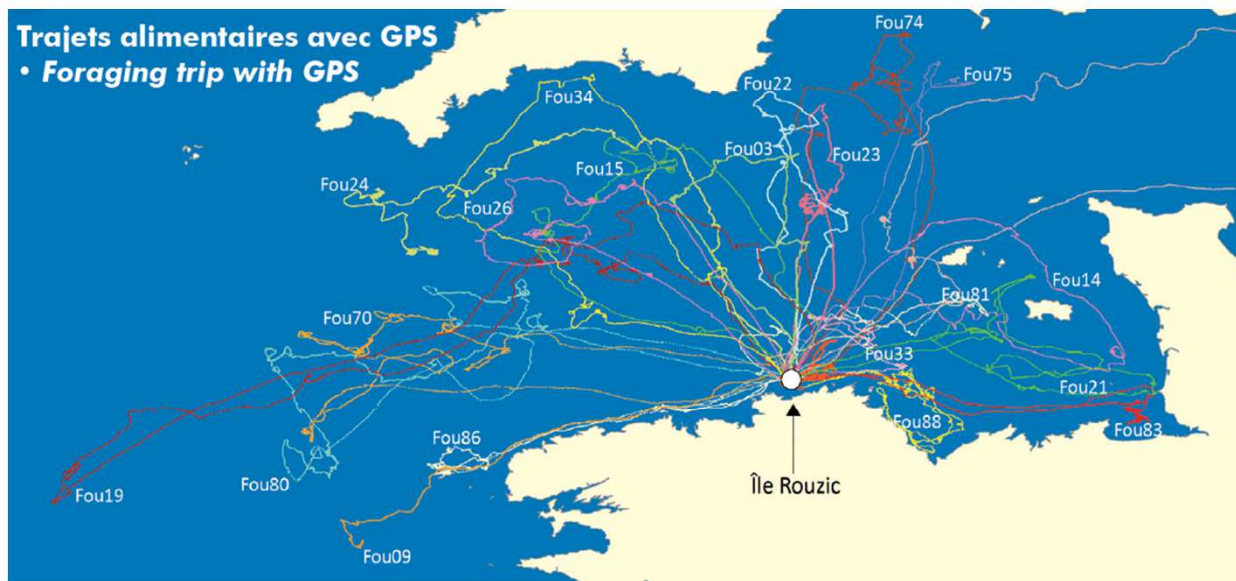 Trajets alimentaires avec GPS
• Foraging trip with GPS
Fou74
Fou75
Fou34
Fou22
Fou03
Fou23
Fou15
Fou24
Fou26
Fou14
Fou81
Fou70
Fou33
Fou21
Fou88
Fou83
Fou86
Fou80
Fou19
Île Rouzic
Fou09